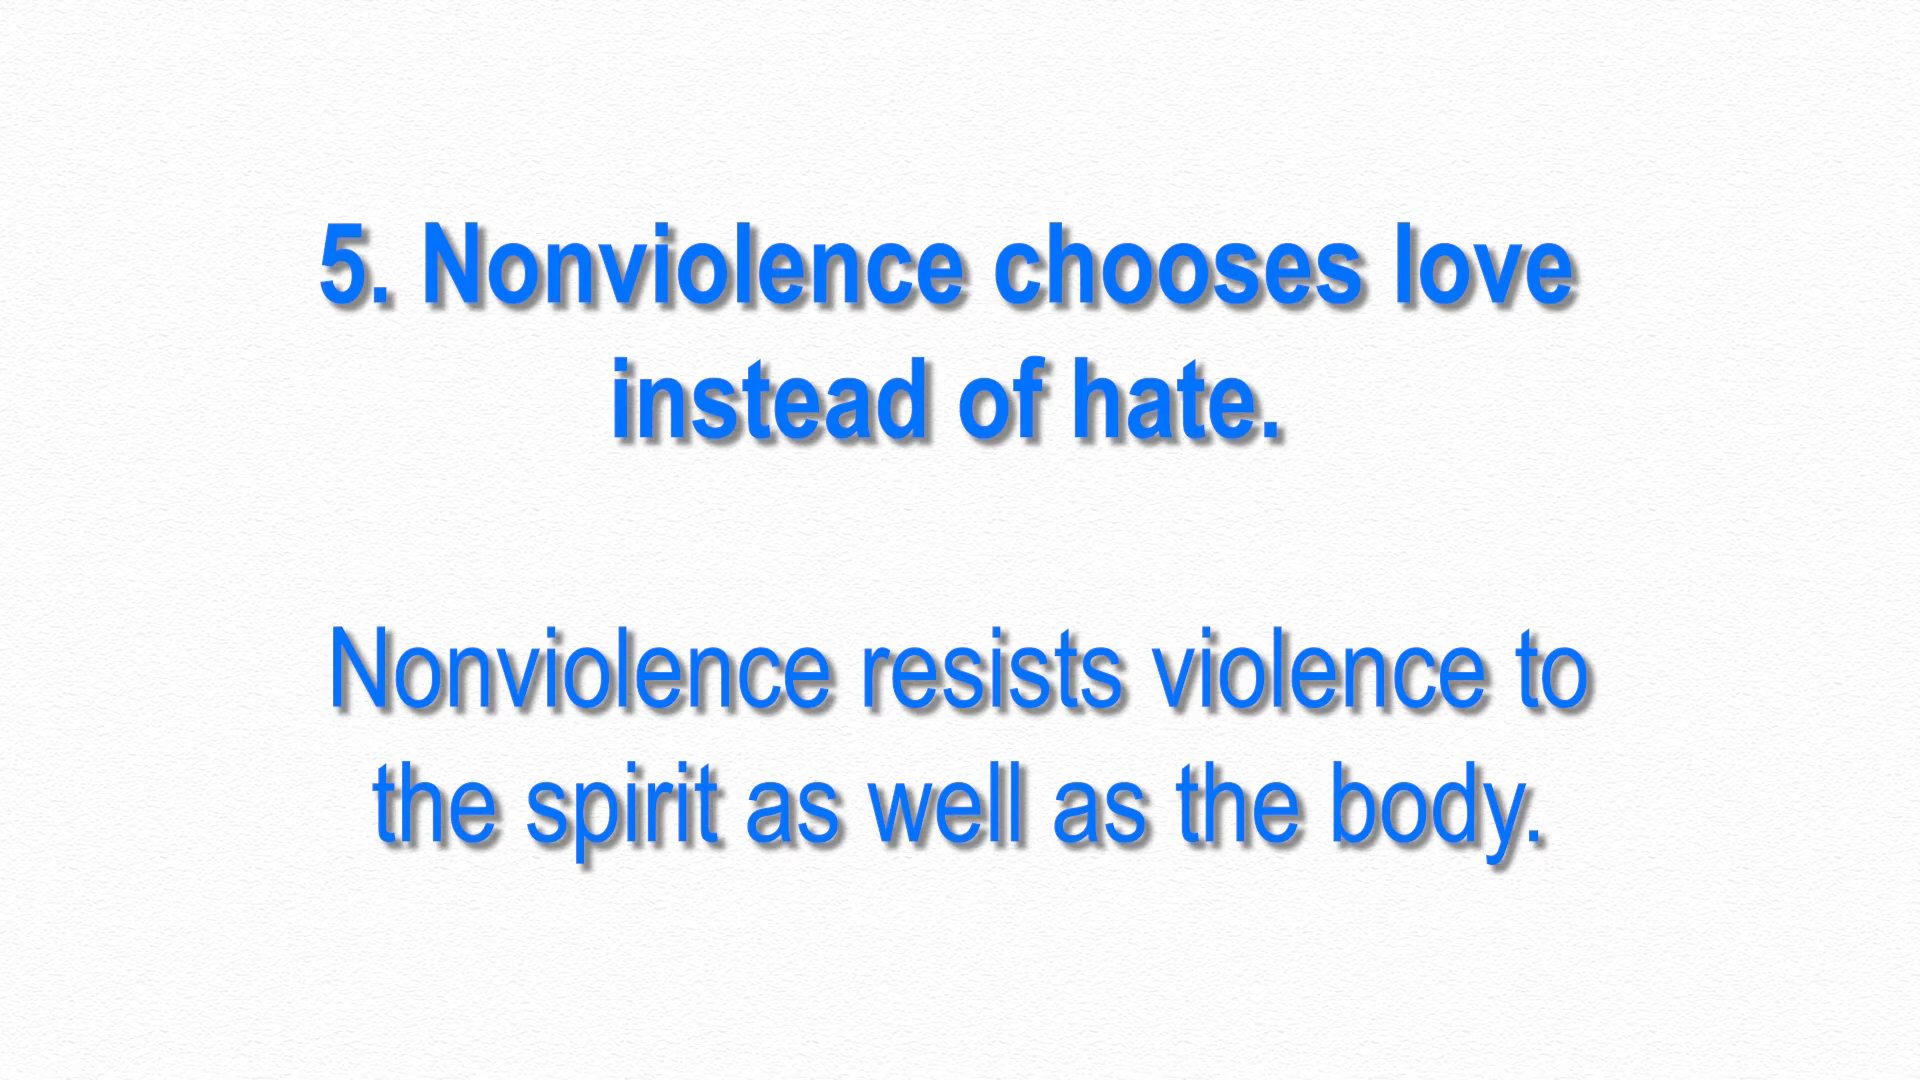 5. Nonviolence chooses love
instead of hate.
Nonviolence resists violence to
the spirit as well as the body.